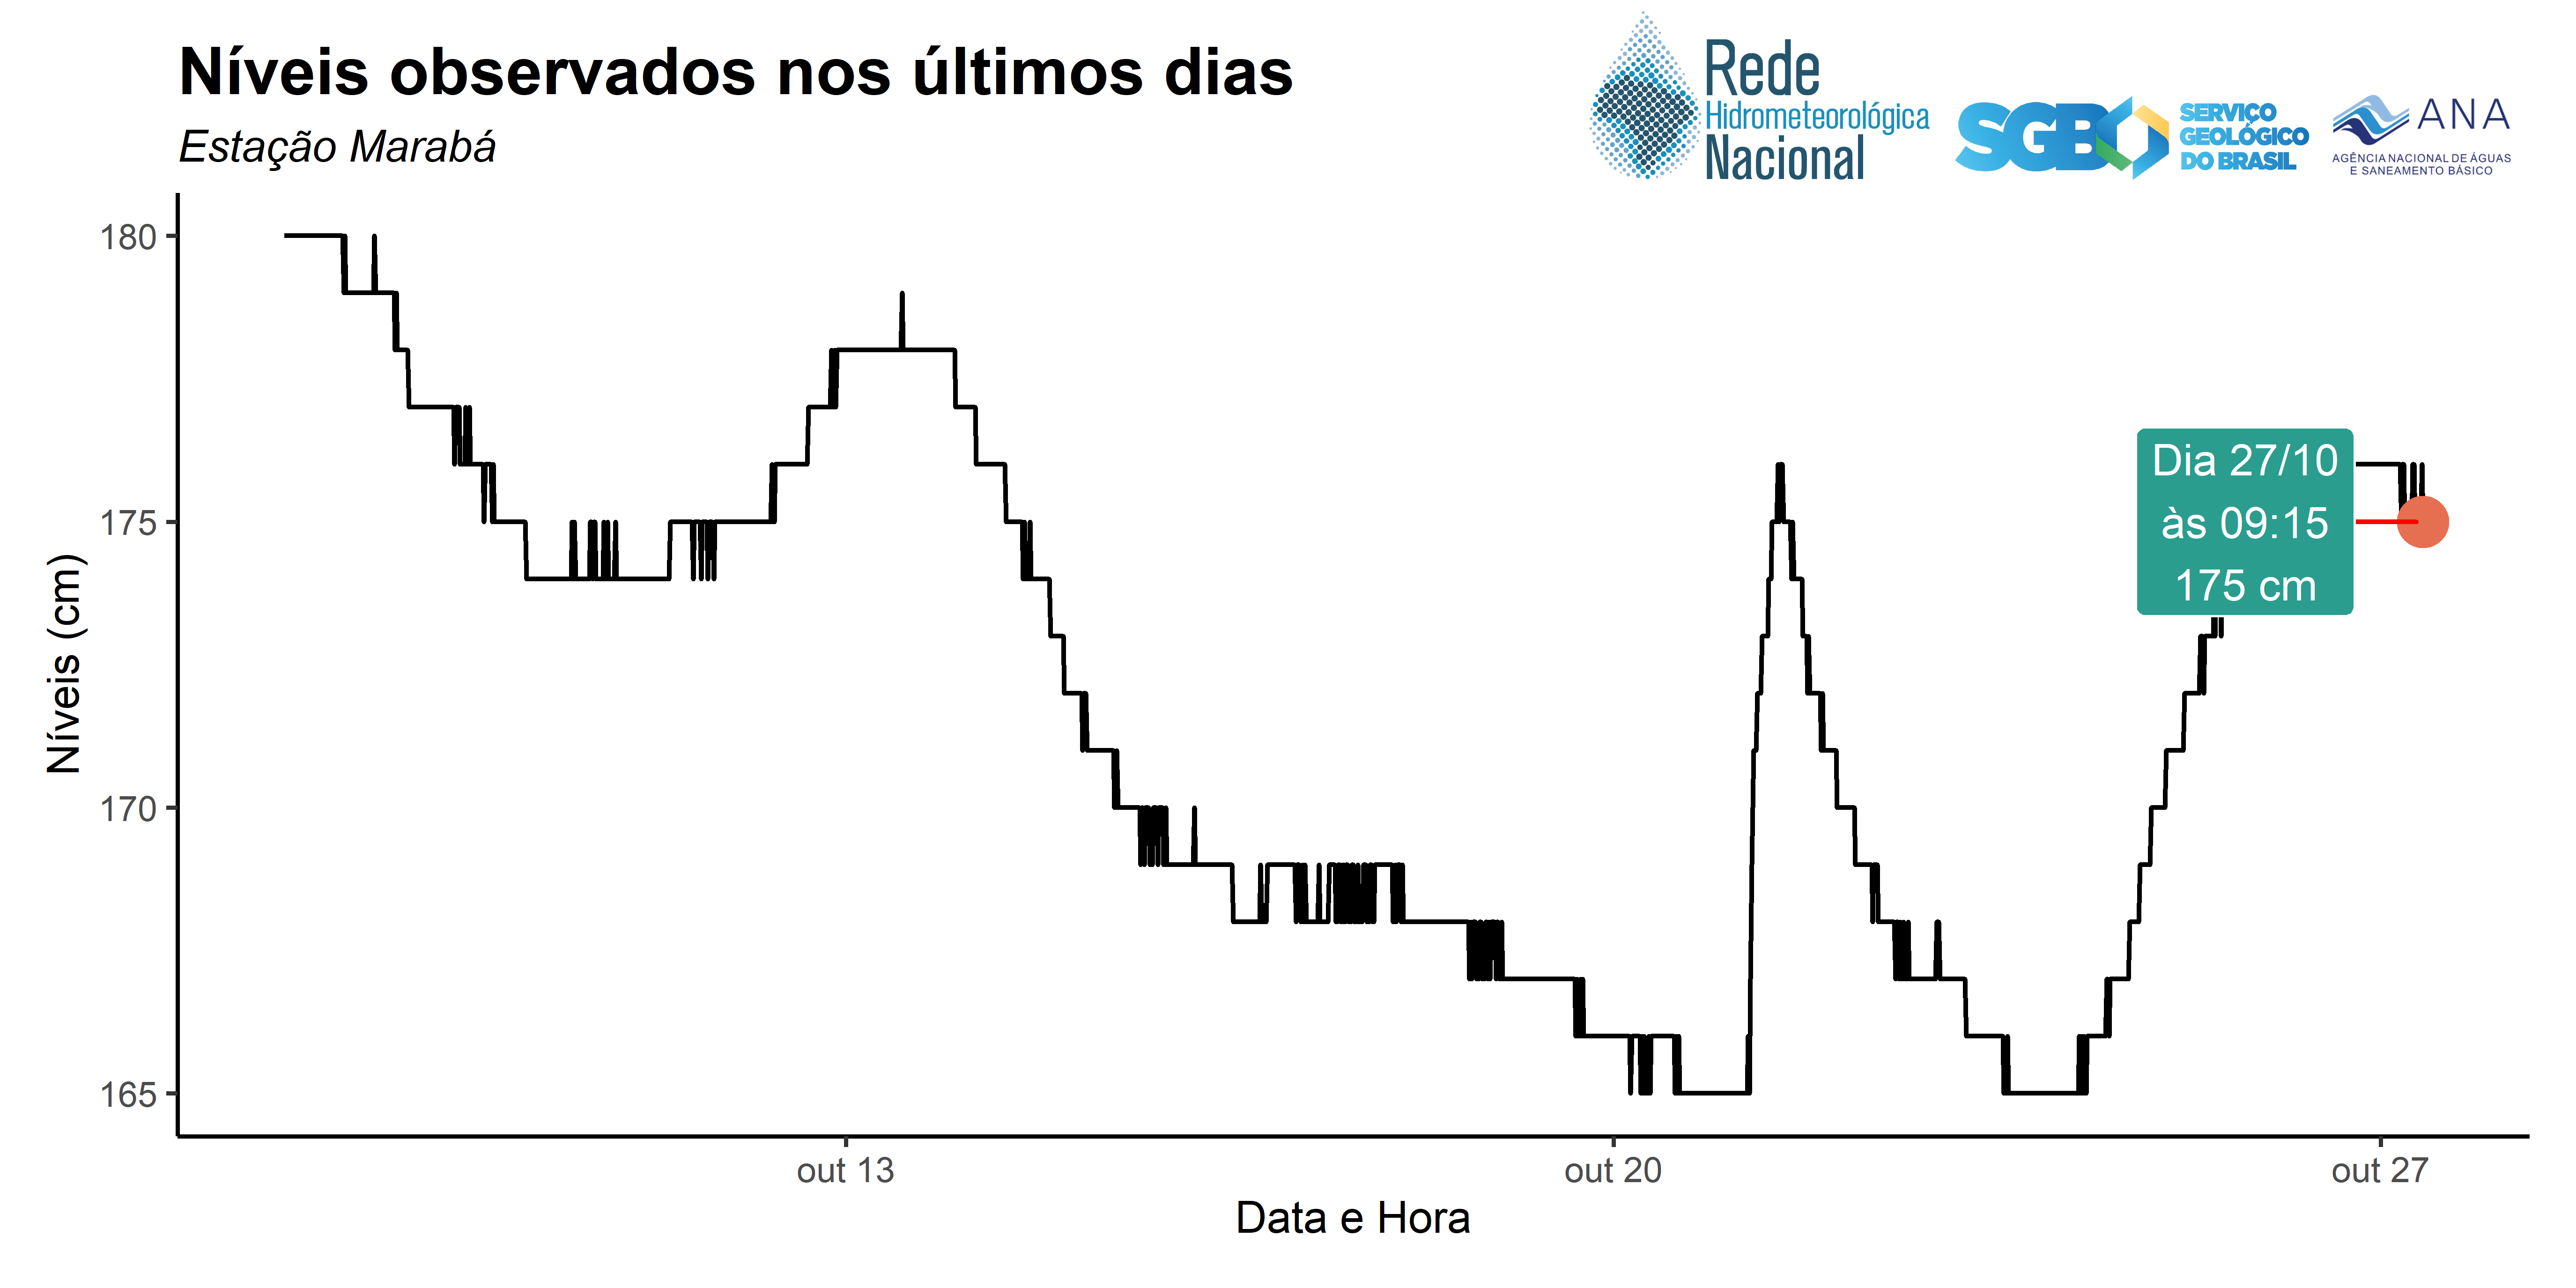 Níveis observados nos últimos dias
Estação Marabá
Rede
Hidrometeorológica
Nacional
SGB
SERVIÇO
GEOLÓGICO
DO BRASIL
ANA
AGÊNCIA NACIONAL DE ÁGUAS
E SANEAMENTO BÁSICO
Níveis (cm)
180
175
170
165
Dia 27/10
às 09:15
175 cm
out 13
out 20
out 27
Data e Hora